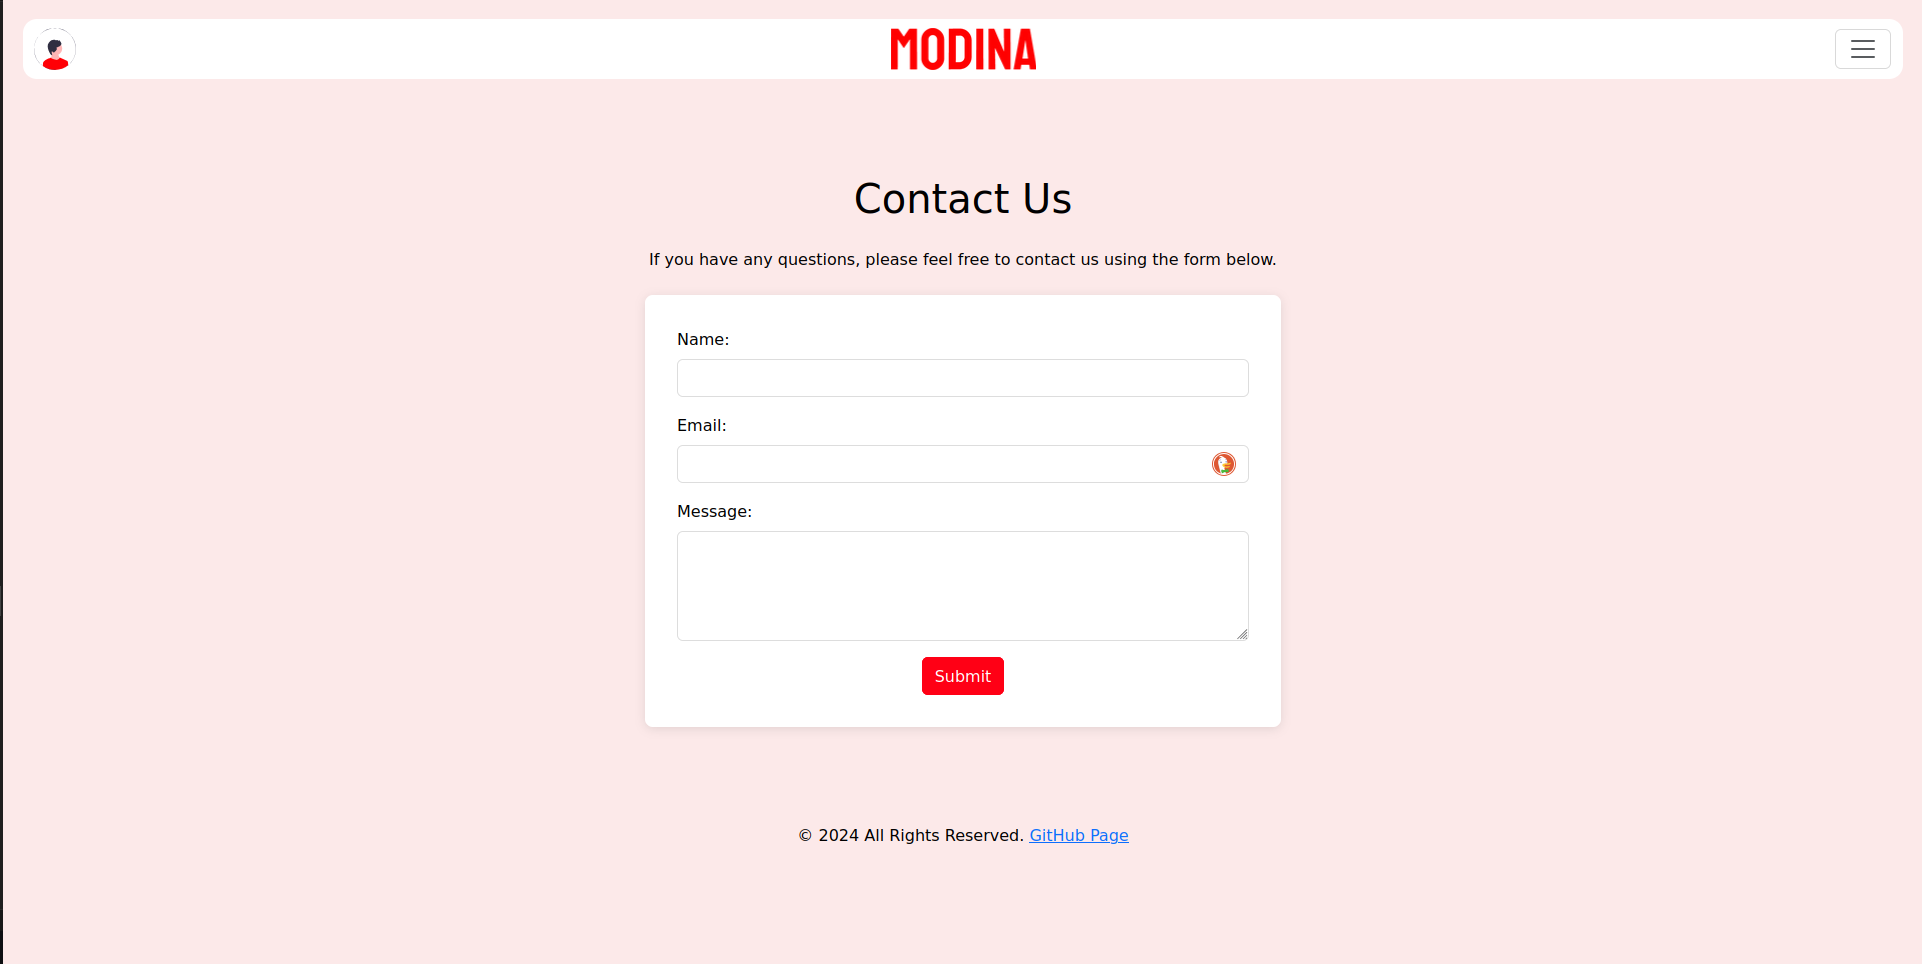 MODINA
Contact Us
If you have any questions, please feel free to contact us using the form below.
Name:
Email:
Message:
Submit
© 2024 All Rights Reserved. GitHub Page